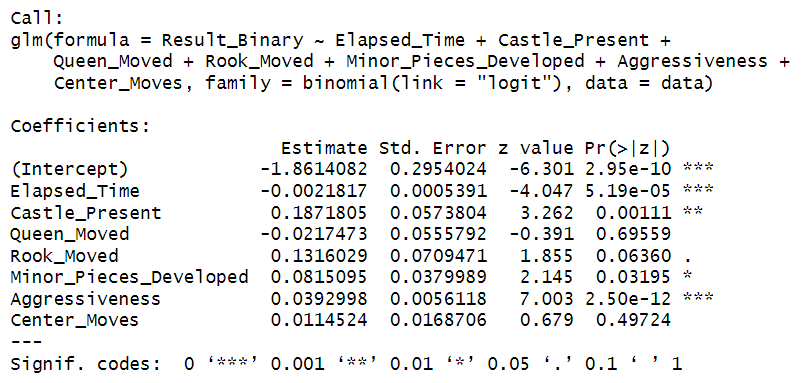 Call:
glm(formula = Result_Binary ~ Elapsed_Time + Castle_Present +
    Queen_Moved + Rook_Moved + Minor_Pieces_Developed + Aggressiveness +
    Center_Moves, family = binomial(link = "logit"), data = data)

Coefficients:
                         Estimate Std. Error z value Pr(>|z|)
(Intercept)            -1.8614082  0.2954024  -6.301 2.95e-10 ***
Elapsed_Time           -0.0021817  0.0005391  -4.047 5.19e-05 ***
Castle_Present          0.1871805  0.0573804   3.262  0.00111 **
Queen_Moved            -0.0217473  0.0555792  -0.391  0.69559
Rook_Moved              0.1316029  0.0709471   1.855  0.06360 .
Minor_Pieces_Developed  0.0815095  0.0379989   2.145  0.03195 *
Aggressiveness          0.0392998  0.0056118   7.003 2.50e-12 ***
Center_Moves            0.0114524  0.0168706   0.679  0.49724
---
Signif. codes:  0 ‘***’ 0.001 ‘**’ 0.01 ‘*’ 0.05 ‘.’ 0.1 ‘ ’ 1